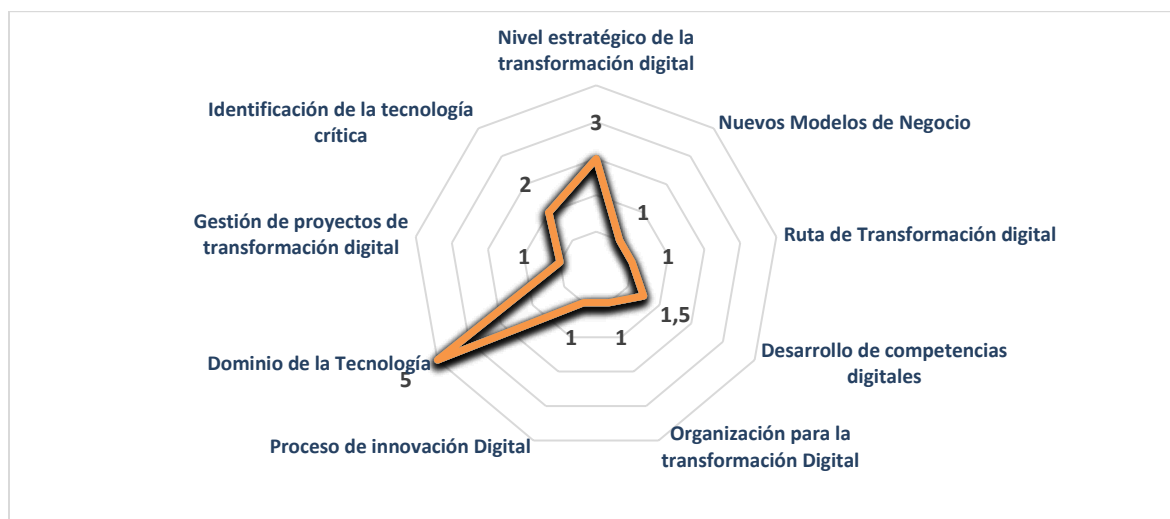 Nivel estratégico de la
transformación digital
3
Nuevos Modelos de Negocio
1
Ruta de Transformación digital
1
Desarrollo de competencias
digitales
1,5
Organización para la
transformación Digital
1
Proceso de innovación Digital
1
Dominio de la Tecnología
5
Gestión de proyectos de
transformación digital
1
Identificación de la tecnología
crítica
2